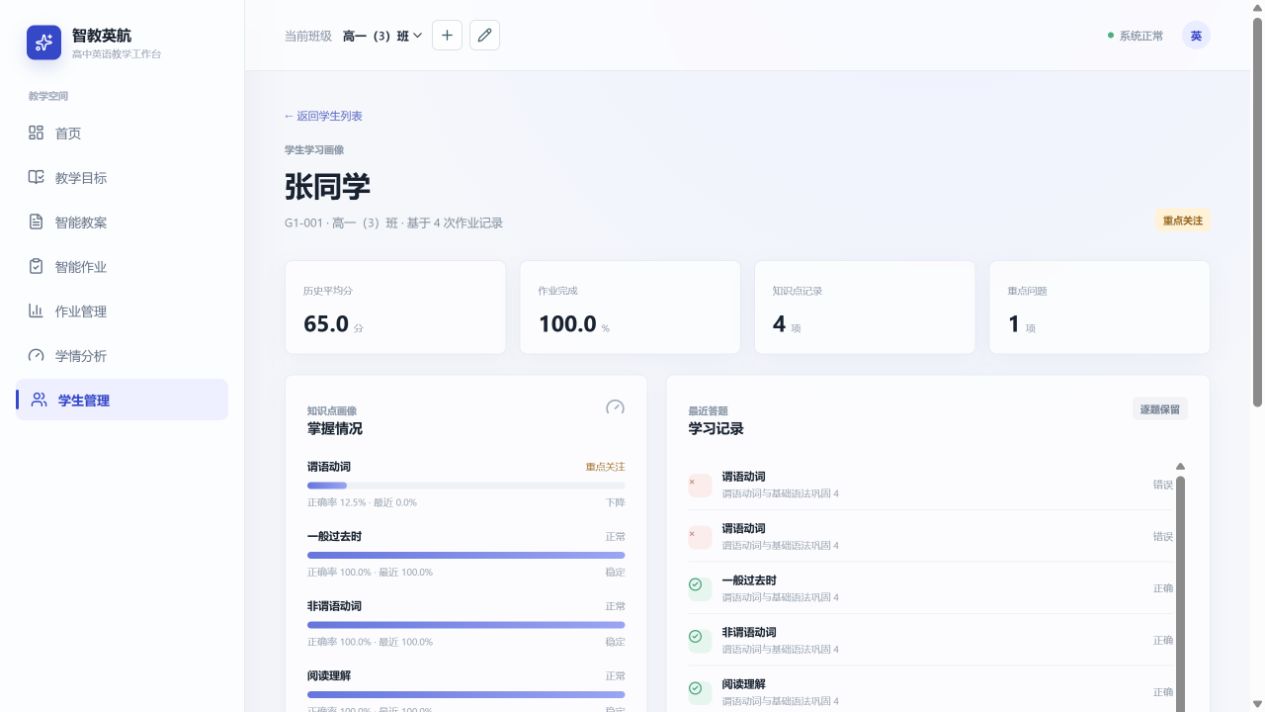 智教英航
高中英语教学工作台
教学空间
首页
教学目标
智能教案
智能作业
作业管理
学情分析
学生管理
当前班级 高一（3）班
系统正常
英
← 返回学生列表
学生学习画像
张同学
G1-001 · 高一（3）班 · 基于 4 次作业记录
重点关注
历史平均分
65.0 分
作业完成
100.0 %
知识点记录
4 项
重点问题
1 项
知识点画像
掌握情况
谓语动词 重点关注
正确率 12.5% · 最近 0.0% 下降
一般过去时 正常
正确率 100.0% · 最近 100.0% 稳定
非谓语动词 正常
正确率 100.0% · 最近 100.0% 稳定
阅读理解 正常
正确率 100.0% · 最近 100.0% 稳定
最近答题
学习记录
逐题保留
× 谓语动词 错误
谓语动词与基础语法巩固 4
× 谓语动词 错误
谓语动词与基础语法巩固 4
一般过去时 正确
谓语动词与基础语法巩固 4
非谓语动词 正确
谓语动词与基础语法巩固 4
阅读理解 正确
谓语动词与基础语法巩固 4